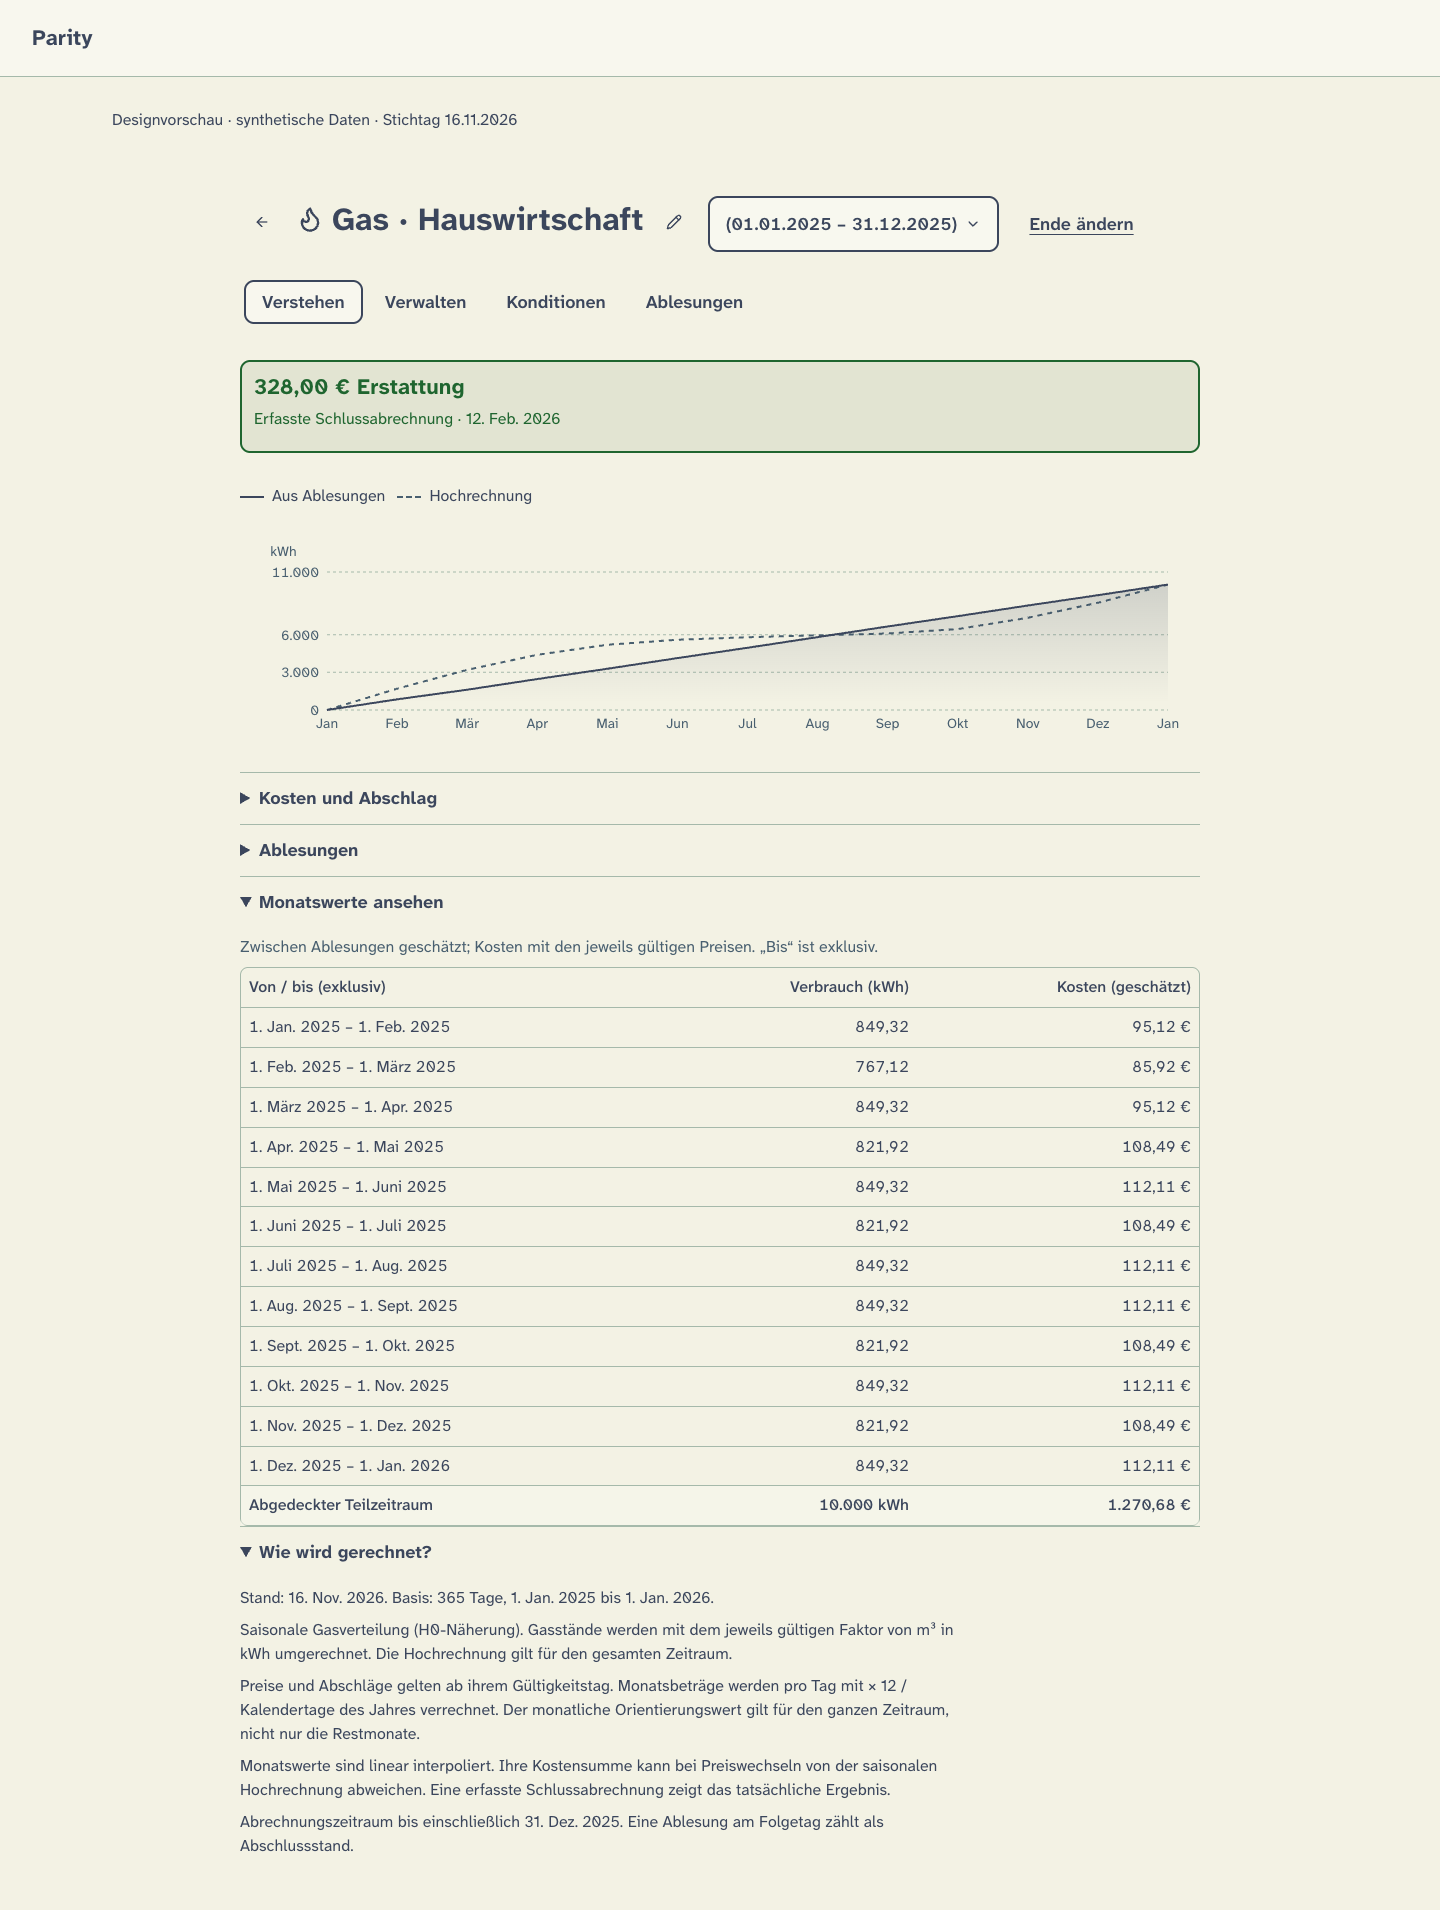 Parity
Designvorschau · synthetische Daten · Stichtag 16.11.2026
Gas · Hauswirtschaft
(01.01.2025 – 31.12.2025)
Ende ändern
Verstehen
Verwalten
Konditionen
Ablesungen
328,00 € Erstattung
Erfasste Schlussabrechnung · 12. Feb. 2026
Aus Ablesungen
Hochrechnung
kWh
11.000
6.000
3.000
0
Jan Feb Mär Apr Mai Jun Jul Aug Sep Okt Nov Dez Jan
Kosten und Abschlag
Ablesungen
Monatswerte ansehen
Zwischen Ablesungen geschätzt; Kosten mit den jeweils gültigen Preisen. „Bis“ ist exklusiv.
Von / bis (exklusiv) Verbrauch (kWh) Kosten (geschätzt)
1. Jan. 2025 – 1. Feb. 2025 849,32 95,12 €
1. Feb. 2025 – 1. März 2025 767,12 85,92 €
1. März 2025 – 1. Apr. 2025 849,32 95,12 €
1. Apr. 2025 – 1. Mai 2025 821,92 108,49 €
1. Mai 2025 – 1. Juni 2025 849,32 112,11 €
1. Juni 2025 – 1. Juli 2025 821,92 108,49 €
1. Juli 2025 – 1. Aug. 2025 849,32 112,11 €
1. Aug. 2025 – 1. Sept. 2025 849,32 112,11 €
1. Sept. 2025 – 1. Okt. 2025 821,92 108,49 €
1. Okt. 2025 – 1. Nov. 2025 849,32 112,11 €
1. Nov. 2025 – 1. Dez. 2025 821,92 108,49 €
1. Dez. 2025 – 1. Jan. 2026 849,32 112,11 €
Abgedeckter Teilzeitraum 10.000 kWh 1.270,68 €
Wie wird gerechnet?
Stand: 16. Nov. 2026. Basis: 365 Tage, 1. Jan. 2025 bis 1. Jan. 2026.
Saisonale Gasverteilung (H0-Näherung). Gasstände werden mit dem jeweils gültigen Faktor von m³ in
kWh umgerechnet. Die Hochrechnung gilt für den gesamten Zeitraum.
Preise und Abschläge gelten ab ihrem Gültigkeitstag. Monatsbeträge werden pro Tag mit × 12 /
Kalendertage des Jahres verrechnet. Der monatliche Orientierungswert gilt für den ganzen Zeitraum,
nicht nur die Restmonate.
Monatswerte sind linear interpoliert. Ihre Kostensumme kann bei Preiswechseln von der saisonalen
Hochrechnung abweichen. Eine erfasste Schlussabrechnung zeigt das tatsächliche Ergebnis.
Abrechnungszeitraum bis einschließlich 31. Dez. 2025. Eine Ablesung am Folgetag zählt als
Abschlussstand.